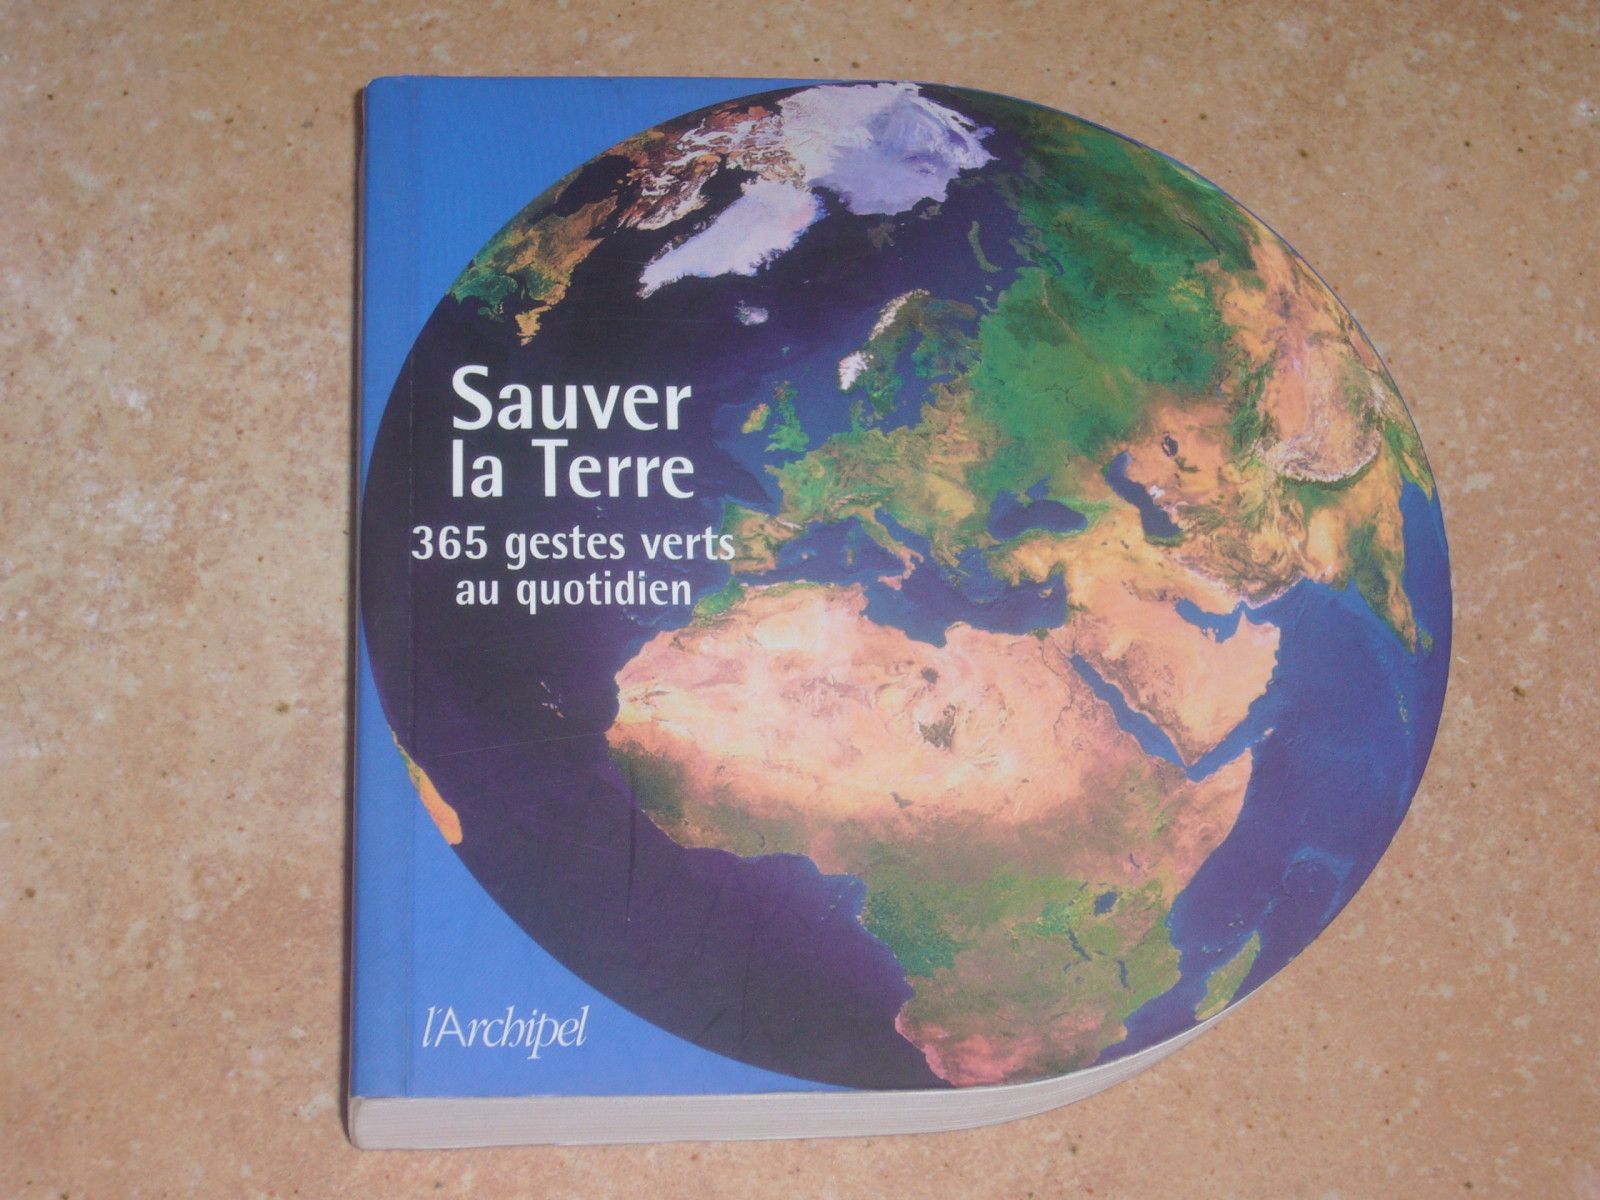 Sauver
la Terre
365 gestes verts
au quotidien
l'Archipel